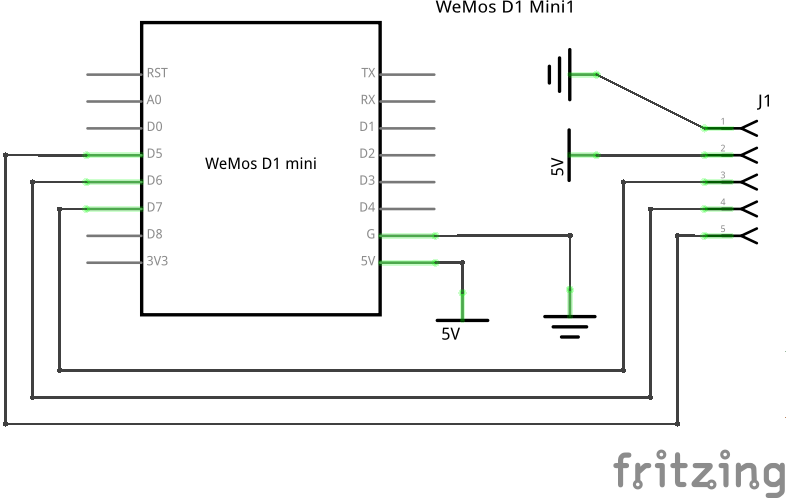 WeMos D1 Mini1
RST
A0
D0
D5
D6
D7
D8
3V3
WeMos D1 mini
TX
RX
D1
D2
D3
D4
G
5V
5V
5V
J1
1
2
3
4
5
fritzing